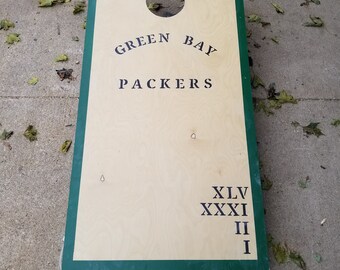 GREEN BAY
PACKERS
XLV
XXXI
II
I